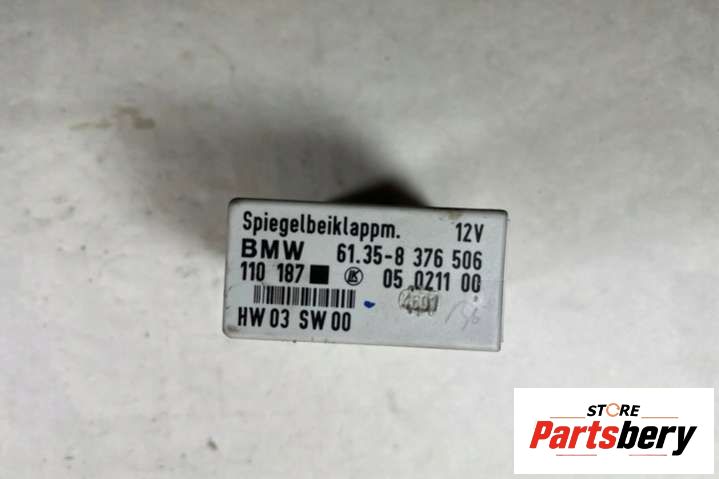 Spiegelbeiklappm. 12V
BMW 61.35-8 376 506
110 187 05 0211 00
HW 03 SW 00
STORE
Partsbery